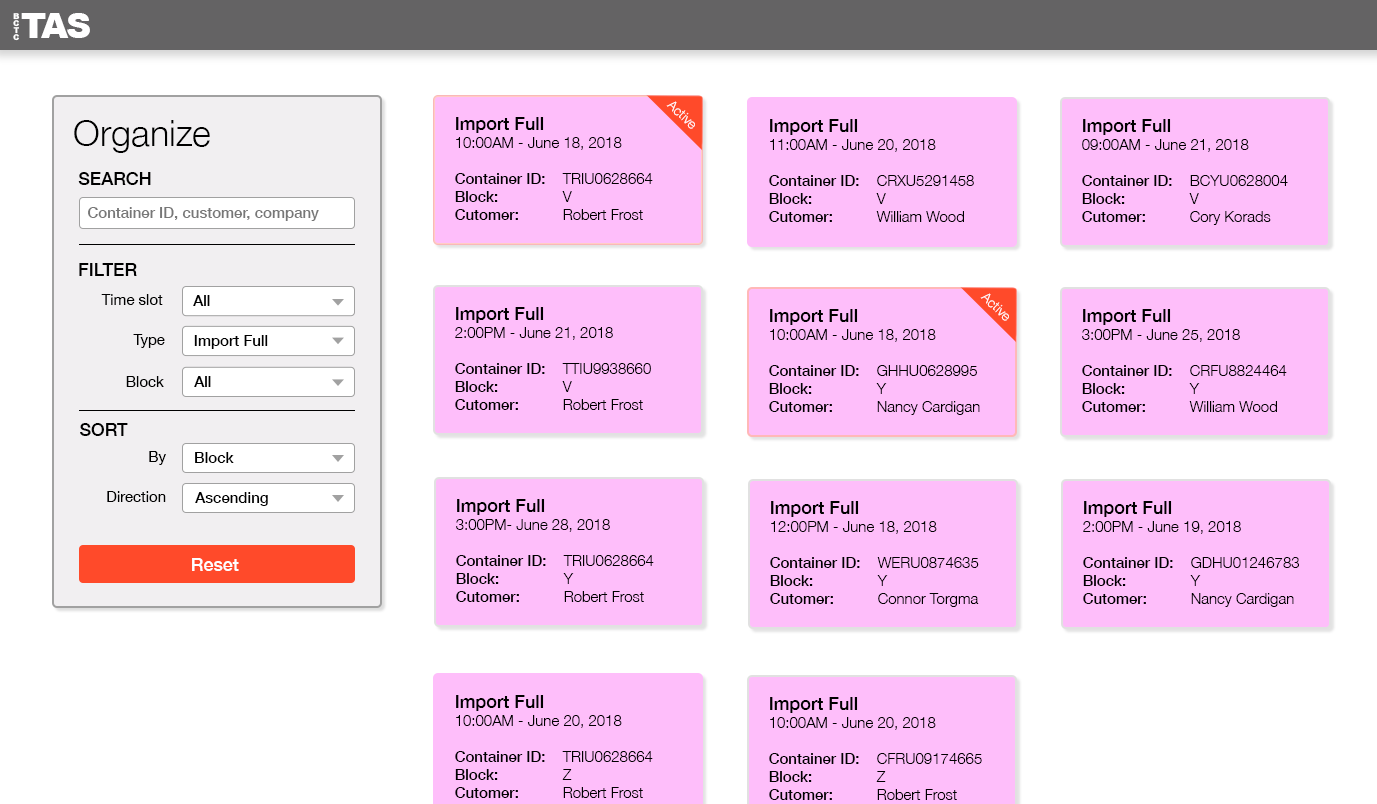 BCTC TAS
Organize
SEARCH
Container ID, customer, company
FILTER
Time slot All
Type Import Full
Block All
SORT
By Block
Direction Ascending
Reset
Import Full
10:00AM - June 18, 2018
Active
Container ID: TRIU0628664
Block: V
Cutomer: Robert Frost
Import Full
11:00AM - June 20, 2018
Container ID: CRXU5291458
Block: V
Cutomer: William Wood
Import Full
09:00AM - June 21, 2018
Container ID: BCYU0628004
Block: V
Cutomer: Cory Korads
Import Full
2:00PM - June 21, 2018
Container ID: TTIU9938660
Block: V
Cutomer: Robert Frost
Import Full
10:00AM - June 18, 2018
Active
Container ID: GHHU0628995
Block: Y
Cutomer: Nancy Cardigan
Import Full
3:00PM - June 25, 2018
Container ID: CRFU8824464
Block: Y
Cutomer: William Wood
Import Full
3:00PM- June 28, 2018
Container ID: TRIU0628664
Block: Y
Cutomer: Robert Frost
Import Full
12:00PM - June 18, 2018
Container ID: WERU0874635
Block: Y
Cutomer: Connor Torgma
Import Full
2:00PM - June 19, 2018
Container ID: GDHU01246783
Block: Y
Cutomer: Nancy Cardigan
Import Full
10:00AM - June 20, 2018
Container ID: TRIU0628664
Block: Z
Cutomer: Robert Frost
Import Full
10:00AM - June 20, 2018
Container ID: CFRU09174665
Block: Z
Cutomer: Robert Frost